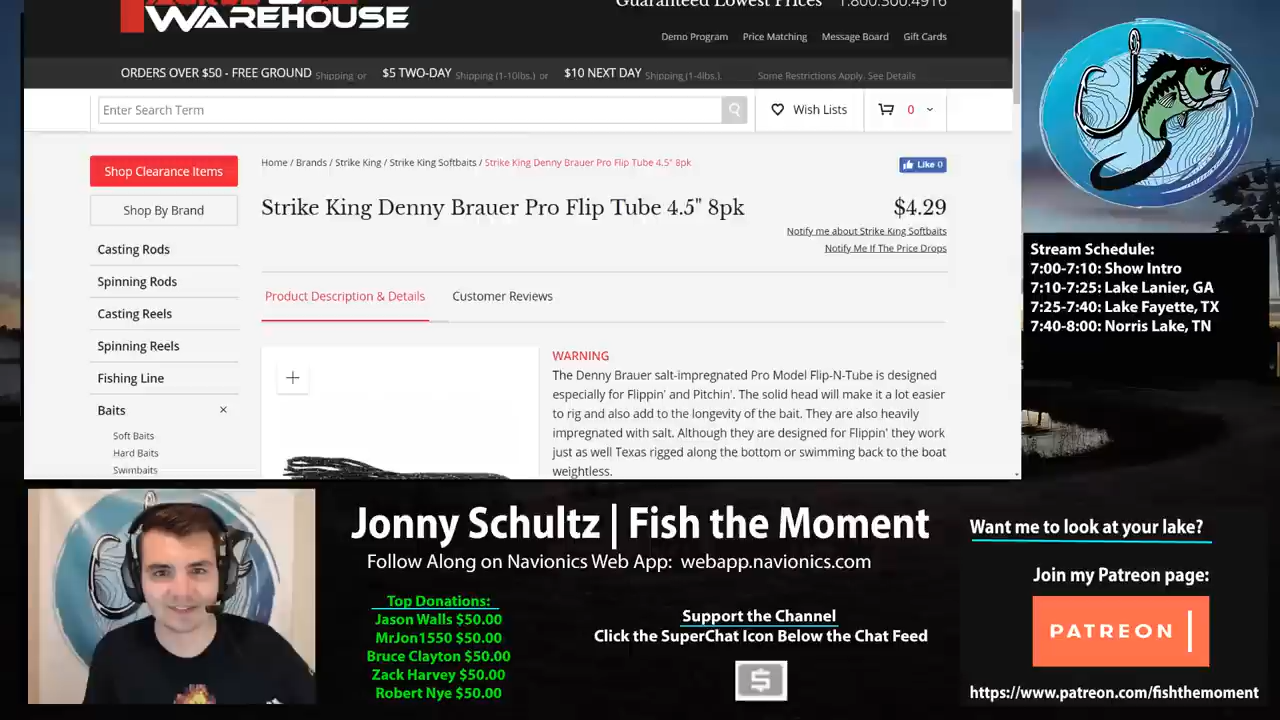 WAREHOUSE
Guaranteed Lowest Prices 1.800.300.4916
Demo Program Price Matching Message Board Gift Cards
ORDERS OVER $50 - FREE GROUND Shipping or $5 TWO-DAY Shipping (1-10lbs.) or $10 NEXT DAY Shipping (1-4lbs.) Some Restrictions Apply. See Details
Enter Search Term
Wish Lists
0
Shop Clearance Items
Shop By Brand
Casting Rods
Spinning Rods
Casting Reels
Spinning Reels
Fishing Line
Baits
Soft Baits
Hard Baits
Swimbaits
Home / Brands / Strike King / Strike King Softbaits / Strike King Denny Brauer Pro Flip Tube 4.5" 8pk
Like 0
Strike King Denny Brauer Pro Flip Tube 4.5" 8pk
$4.29
Notify me about Strike King Softbaits
Notify Me If The Price Drops
Product Description & Details Customer Reviews
WARNING
The Denny Brauer salt-impregnated Pro Model Flip-N-Tube is designed
especially for Flippin' and Pitchin'. The solid head will make it a lot easier
to rig and also add to the longevity of the bait. They are also heavily
impregnated with salt. Although they are designed for Flippin' they work
just as well Texas rigged along the bottom or swimming back to the boat
weightless.
Stream Schedule:
7:00-7:10: Show Intro
7:10-7:25: Lake Lanier, GA
7:25-7:40: Lake Fayette, TX
7:40-8:00: Norris Lake, TN
Jonny Schultz | Fish the Moment
Follow Along on Navionics Web App: webapp.navionics.com
Top Donations:
Jason Walls $50.00
MrJon1550 $50.00
Bruce Clayton $50.00
Zack Harvey $50.00
Robert Nye $50.00
Support the Channel
Click the SuperChat Icon Below the Chat Feed
$
Want me to look at your lake?
Join my Patreon page:
PATREON
https://www.patreon.com/fishthemoment